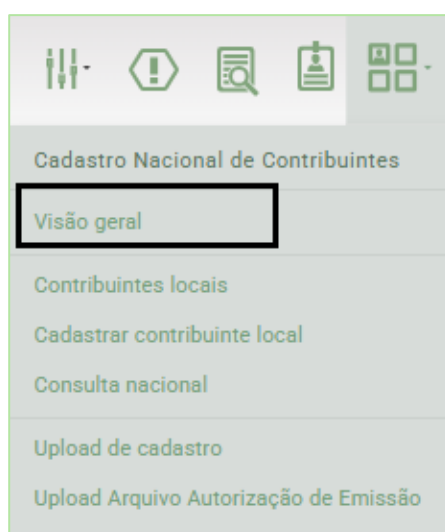 Cadastro Nacional de Contribuintes
Visão geral
Contribuintes locais
Cadastrar contribuinte local
Consulta nacional
Upload de cadastro
Upload Arquivo Autorização de Emissão